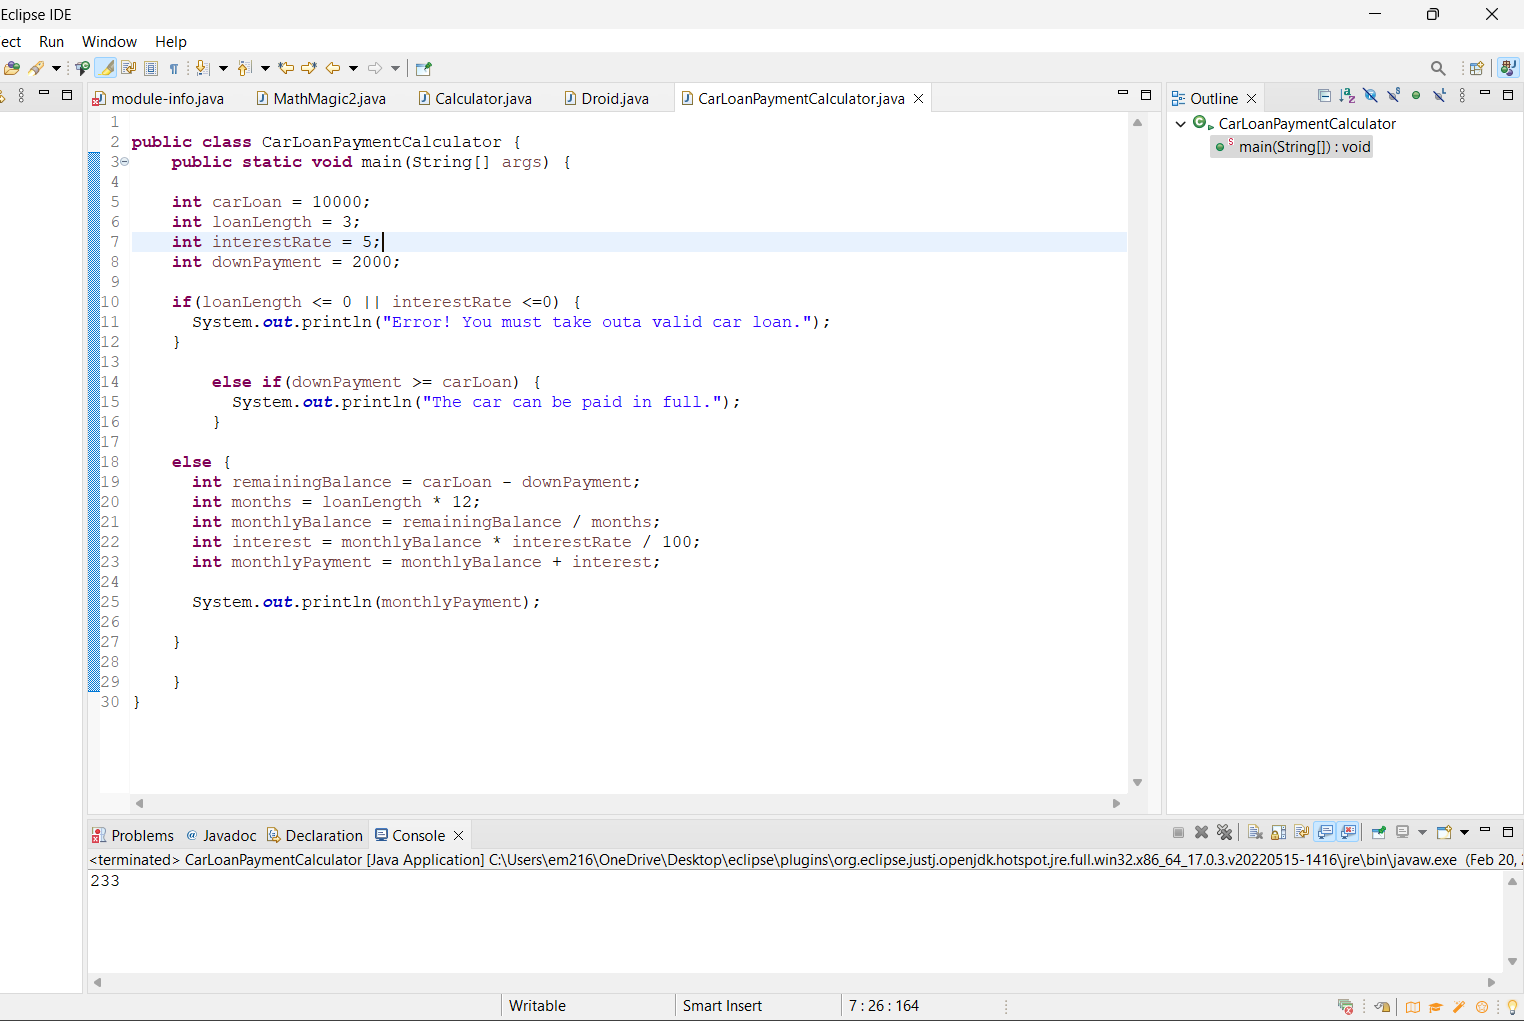 Eclipse IDE
ect Run Window Help
module-info.java MathMagic2.java Calculator.java Droid.java CarLoanPaymentCalculator.java
1
2 public class CarLoanPaymentCalculator {
3 public static void main(String[] args) {
4
5 int carLoan = 10000;
6 int loanLength = 3;
7 int interestRate = 5;
8 int downPayment = 2000;
9
10 if(loanLength <= 0 || interestRate <=0) {
11 System.out.println("Error! You must take outa valid car loan.");
12 }
13
14 else if(downPayment >= carLoan) {
15 System.out.println("The car can be paid in full.");
16 }
17
18 else {
19 int remainingBalance = carLoan - downPayment;
20 int months = loanLength * 12;
21 int monthlyBalance = remainingBalance / months;
22 int interest = monthlyBalance * interestRate / 100;
23 int monthlyPayment = monthlyBalance + interest;
24
25 System.out.println(monthlyPayment);
26
27 }
28
29 }
30 }
Outline
CarLoanPaymentCalculator
main(String[]) : void
Problems @ Javadoc Declaration Console
<terminated> CarLoanPaymentCalculator [Java Application] C:\Users\em216\OneDrive\Desktop\eclipse\plugins\org.eclipse.justj.openjdk.hotspot.jre.full.win32.x86_64_17.0.3.v20220515-1416\jre\bin\javaw.exe (Feb 20,
233
Writable Smart Insert 7 : 26 : 164